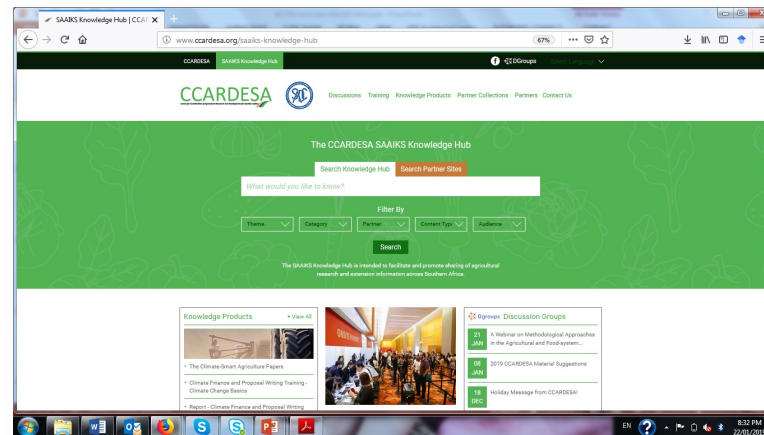 SAAIKS Knowledge Hub | CCAR
www.ccardesa.org/saaiks-knowledge-hub
67%
CCARDESA SAAIKS Knowledge Hub
DGroups Select Language
CCARDESA
Discussions Training Knowledge Products Partner Collections Partners Contact Us
The CCARDESA SAAIKS Knowledge Hub
Search Knowledge Hub Search Partner Sites
What would you like to know?
Filter By
Theme Category Partner Content Type Audience
Search
The SAAIKS Knowledge Hub is intended to facilitate and promote sharing of agricultural
research and extension information across Southern Africa.
Knowledge Products • View All
The Climate-Smart Agriculture Papers
Climate Finance and Proposal Writing Training -
Climate Change Basics
Report - Climate Finance and Proposal Writing
Dgroups Discussion Groups
21 JAN
A Webinar on Methodological Approaches
in the Agricultural and Food-system...
08 JAN
2019 CCARDESA Material Suggestions
18 DEC
Holiday Message from CCARDESA!
EN
8:32 PM
22/01/2019